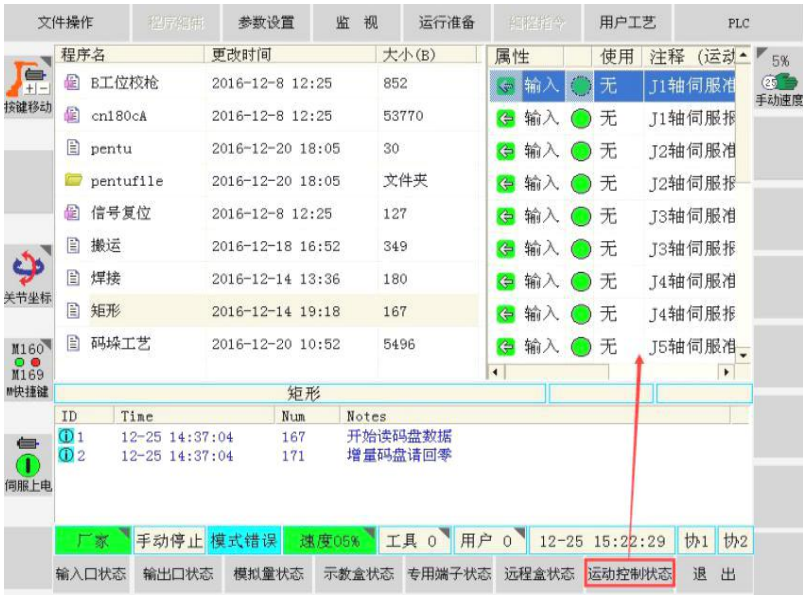 文件操作 程序编辑 参数设置 监 视 运行准备 编程指令 用户工艺 PLC
程序名 更改时间 大小(B) 属性 使用 注释 (运动
5%
25
手动速度
按键移动
B工位校枪 2016-12-8 12:25 852
cn180cA 2016-12-8 12:25 53770
pentu 2016-12-20 18:05 30
pentufile 2016-12-20 18:05 文件夹
信号复位 2016-12-8 12:25 127
搬运 2016-12-18 16:52 349
焊接 2016-12-14 13:36 180
矩形 2016-12-14 19:18 167
码垛工艺 2016-12-20 10:52 5496
输入 无 J1轴伺服准
输入 无 J1轴伺服报
输入 无 J2轴伺服准
输入 无 J2轴伺服报
输入 无 J3轴伺服准
输入 无 J3轴伺服报
输入 无 J4轴伺服准
输入 无 J4轴伺服报
输入 无 J5轴伺服准
关节坐标
M160
M169
M快捷键
伺服上电
矩形
ID Time Num Notes
1 12-25 14:37:04 167 开始读码盘数据
2 12-25 14:37:04 171 增量码盘请回零
厂家 手动停止 模式错误 速度05% 工具 0 用户 0 12-25 15:22:29 协1 协2
输入口状态 输出口状态 模拟量状态 示教盒状态 专用端子状态 远程盒状态 运动控制状态 退 出